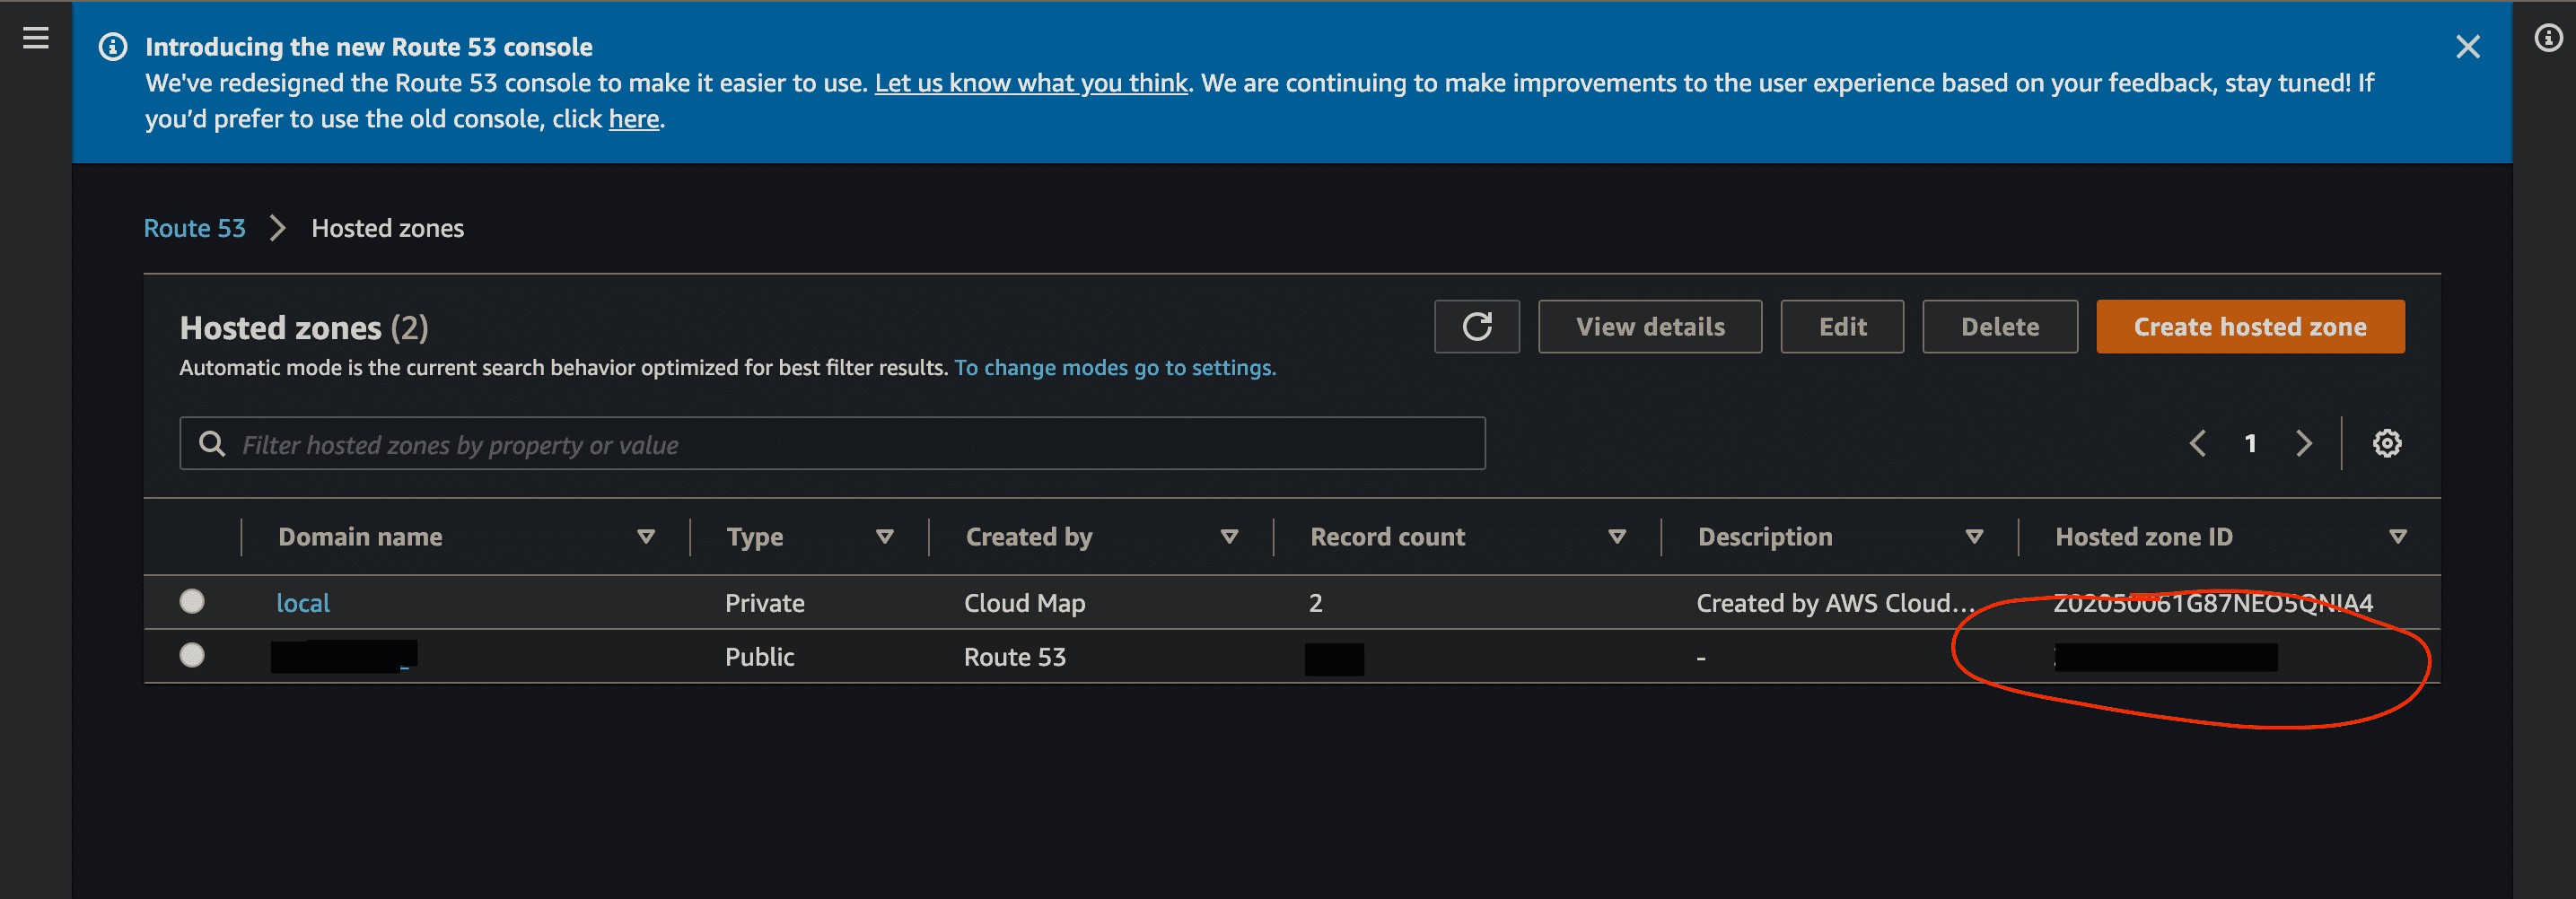 Introducing the new Route 53 console
We've redesigned the Route 53 console to make it easier to use. Let us know what you think. We are continuing to make improvements to the user experience based on your feedback, stay tuned! If
you’d prefer to use the old console, click here.
Route 53 Hosted zones
Hosted zones (2)
View details Edit Delete Create hosted zone
Automatic mode is the current search behavior optimized for best filter results. To change modes go to settings.
Filter hosted zones by property or value
1
Domain name Type Created by Record count Description Hosted zone ID
local Private Cloud Map 2 Created by AWS Cloud... Z02050061G87NEO5QNIA4
Public Route 53 -